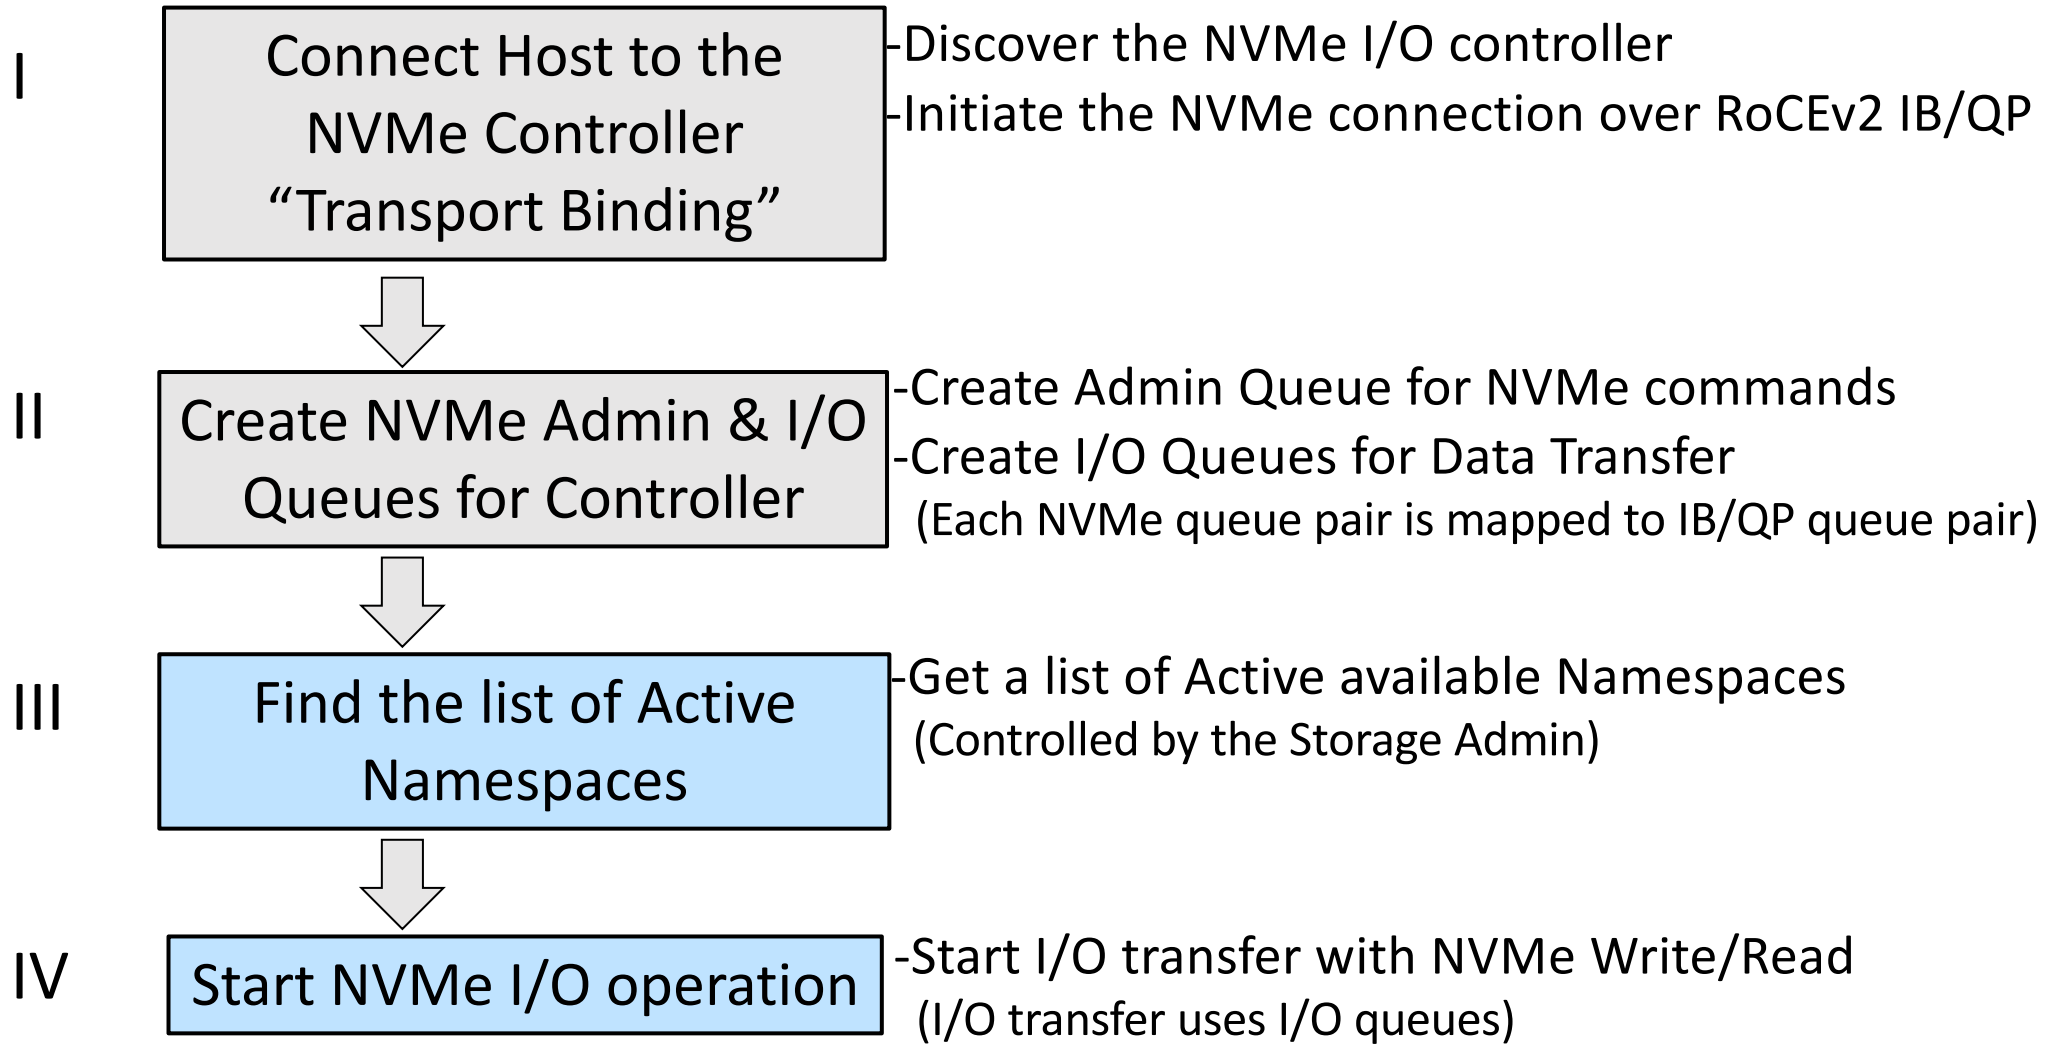 I
Connect Host to the
NVMe Controller
“Transport Binding”
-Discover the NVMe I/O controller
-Initiate the NVMe connection over RoCEv2 IB/QP
II
Create NVMe Admin & I/O
Queues for Controller
-Create Admin Queue for NVMe commands
-Create I/O Queues for Data Transfer
(Each NVMe queue pair is mapped to IB/QP queue pair)
III
Find the list of Active
Namespaces
-Get a list of Active available Namespaces
(Controlled by the Storage Admin)
IV
Start NVMe I/O operation
-Start I/O transfer with NVMe Write/Read
(I/O transfer uses I/O queues)